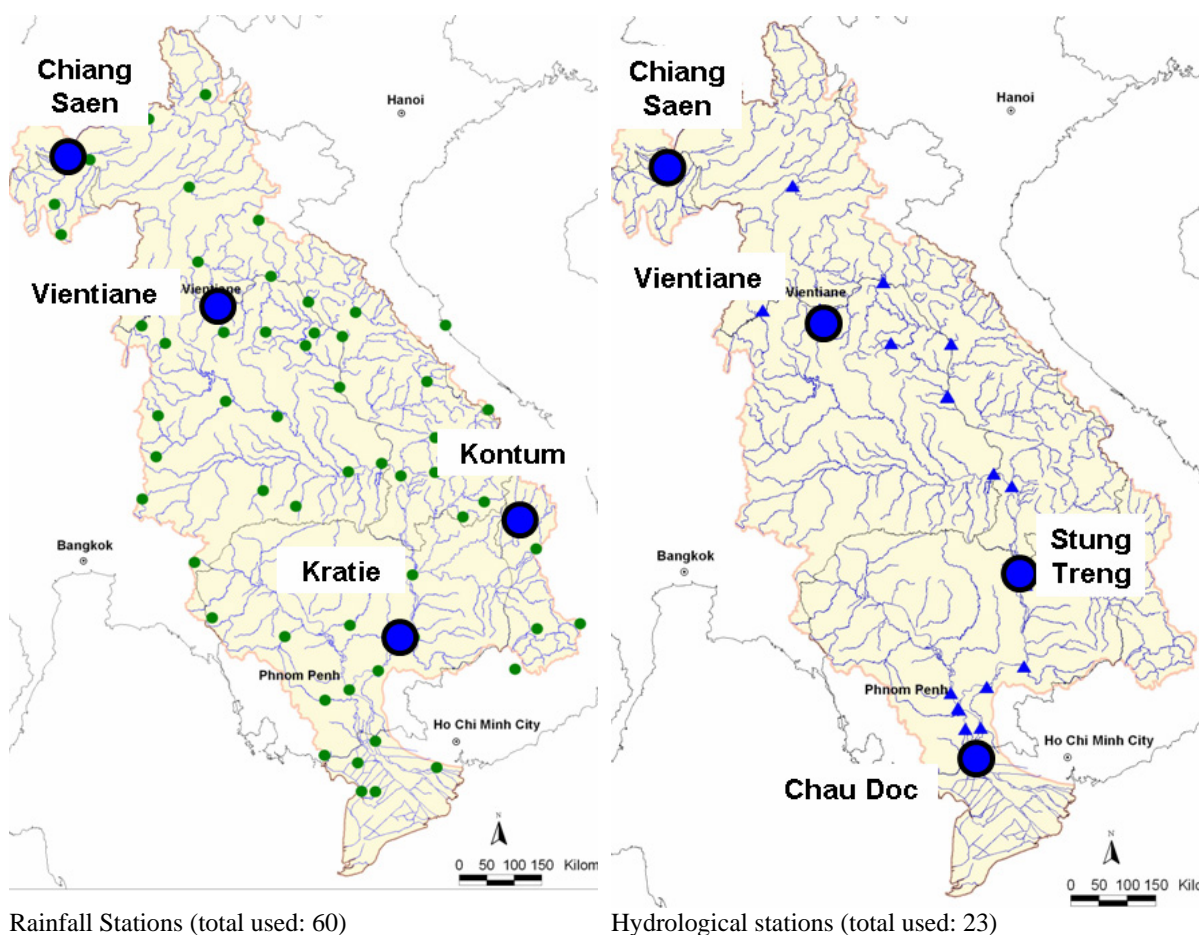 Chiang
Saen
Hanoi
Vientiane
Vientiane
Kontum
Bangkok
Kratie
Phnom Penh
Ho Chi Minh City
0 50 100 150 Kilom
Rainfall Stations (total used: 60)
Chiang
Saen
Hanoi
Vientiane
Vientiane
Stung
Treng
Bangkok
Phnom Penh
Ho Chi Minh City
Chau Doc
0 50 100 150 Kilo
Hydrological stations (total used: 23)